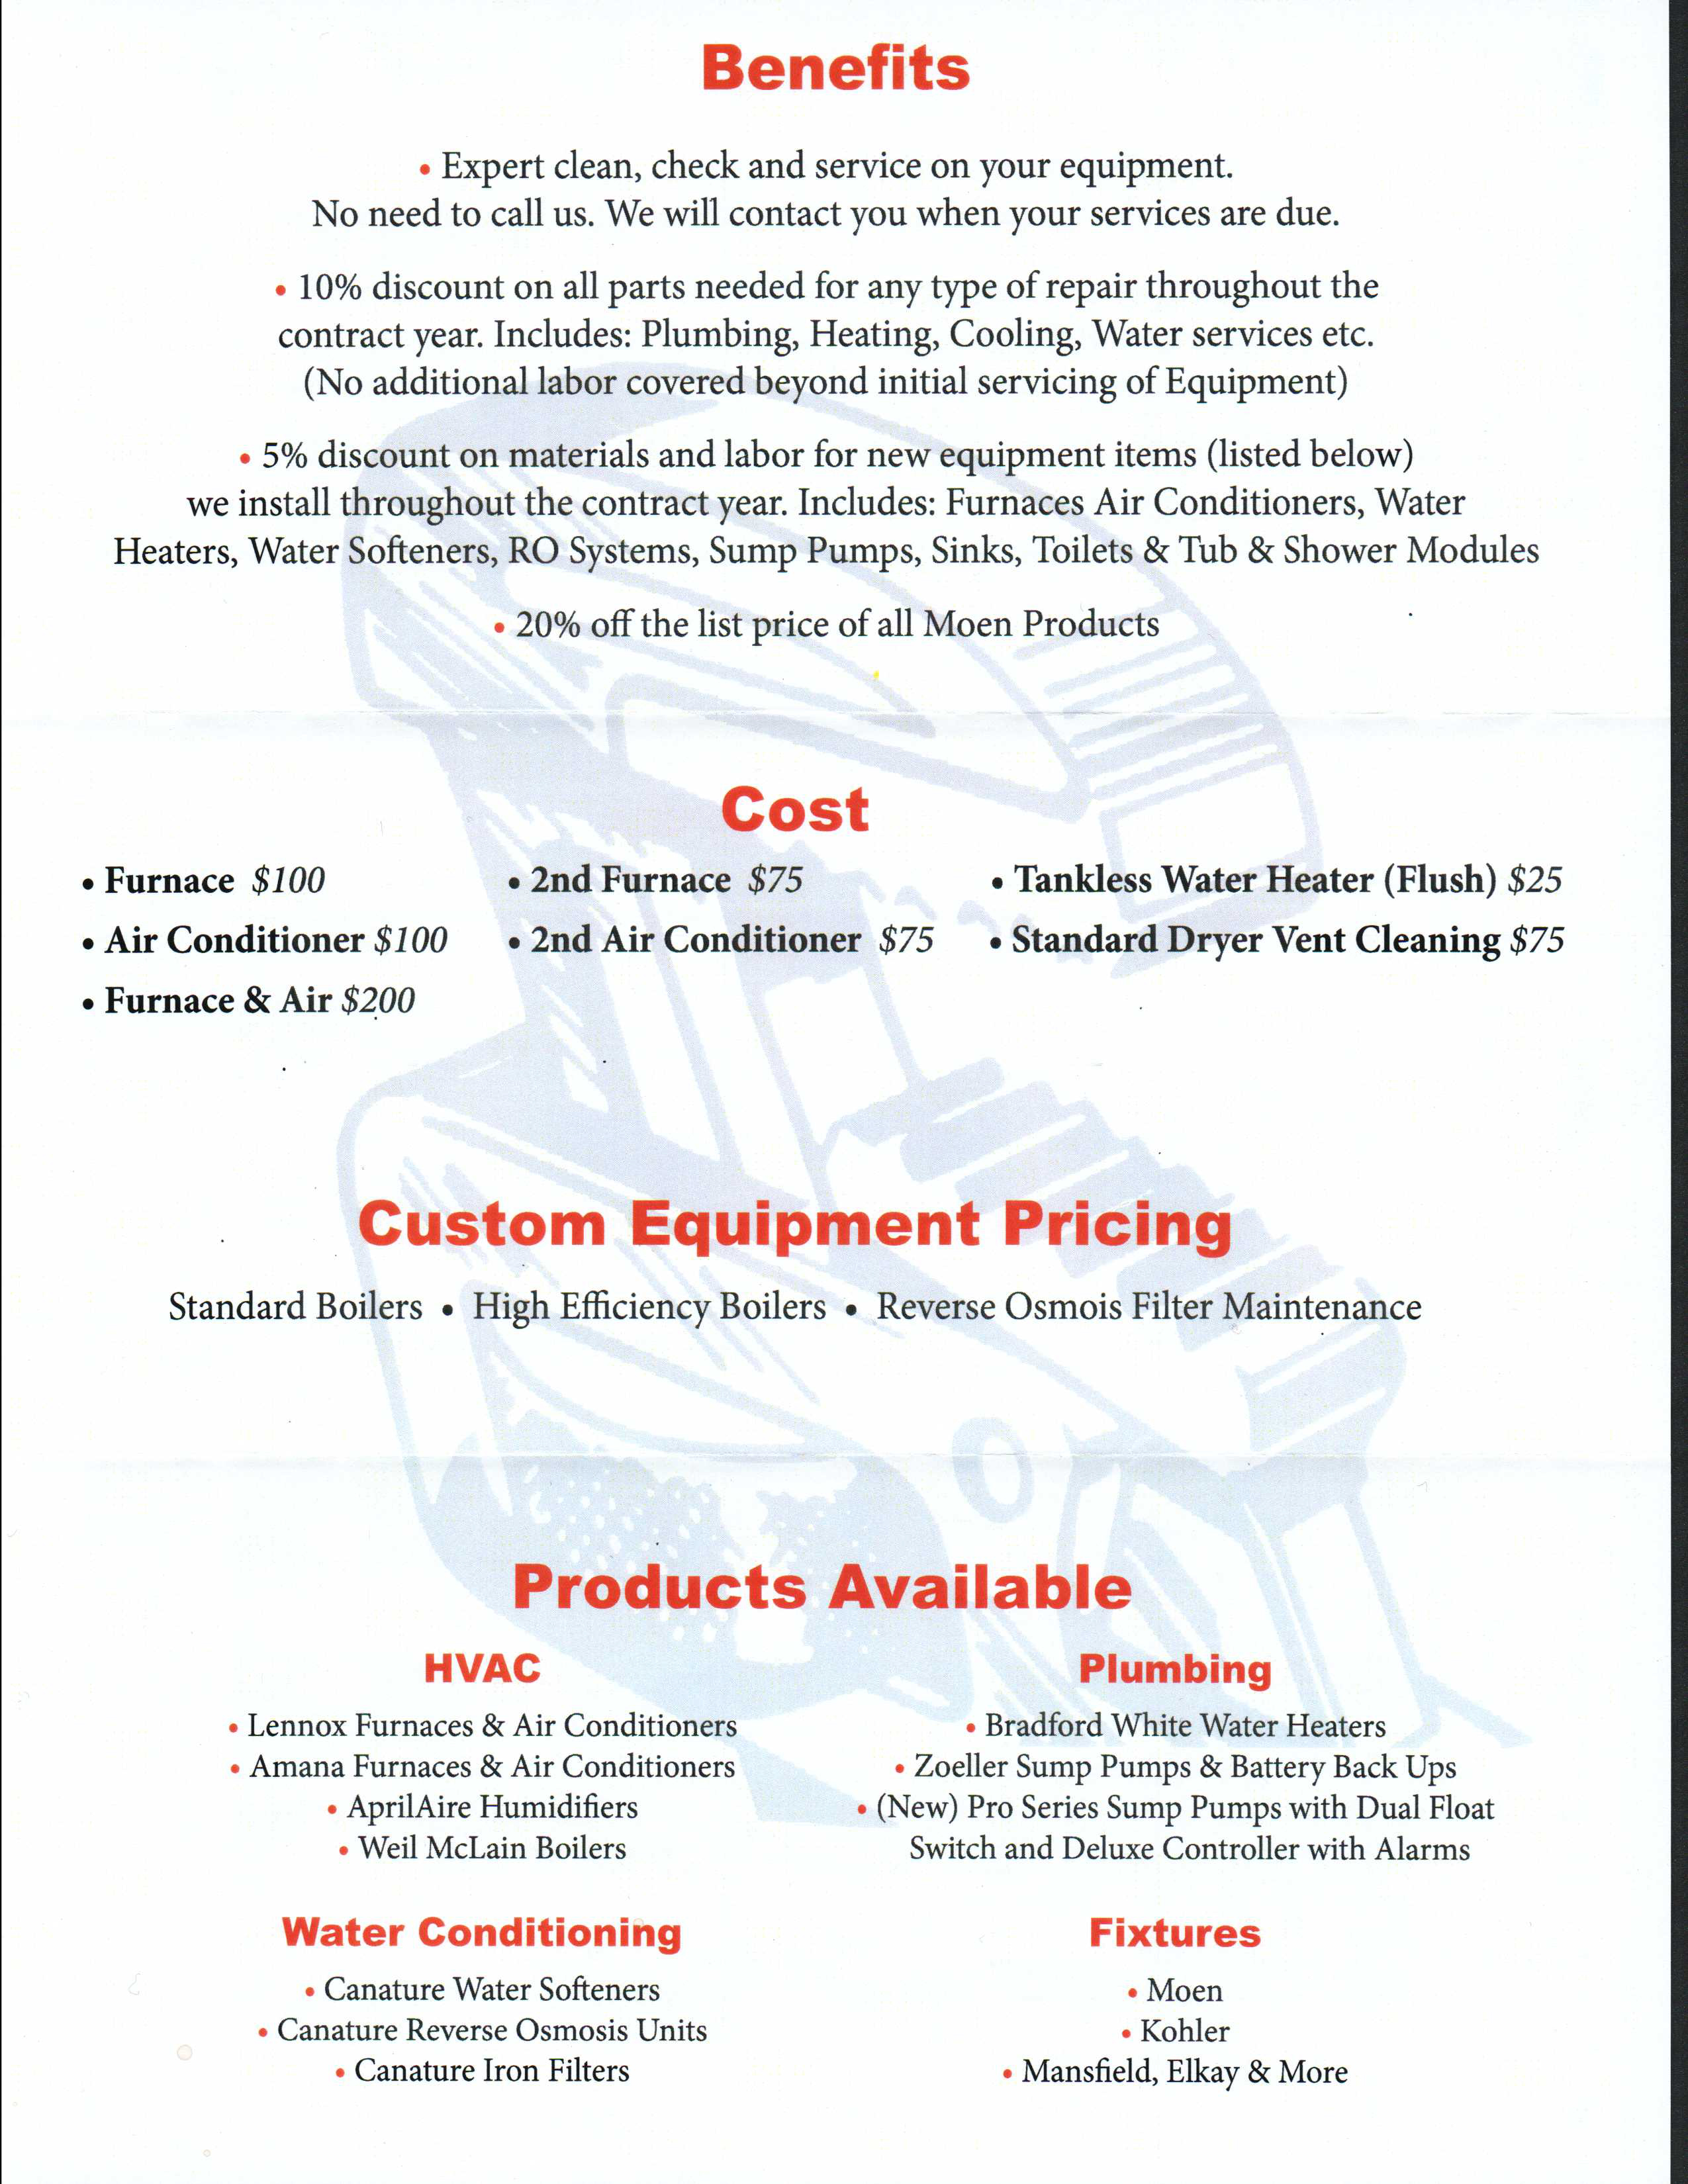 Benefits
• Expert clean, check and service on your equipment.
No need to call us. We will contact you when your services are due.
• 10% discount on all parts needed for any type of repair throughout the
contract year. Includes: Plumbing, Heating, Cooling, Water services etc.
(No additional labor covered beyond initial servicing of Equipment)
• 5% discount on materials and labor for new equipment items (listed below)
we install throughout the contract year. Includes: Furnaces Air Conditioners, Water
Heaters, Water Softeners, RO Systems, Sump Pumps, Sinks, Toilets & Tub & Shower Modules
• 20% off the list price of all Moen Products
Cost
• Furnace $100
• Air Conditioner $100
• Furnace & Air $200
• 2nd Furnace $75
• 2nd Air Conditioner $75
• Tankless Water Heater (Flush) $25
• Standard Dryer Vent Cleaning $75
Custom Equipment Pricing
Standard Boilers • High Efficiency Boilers • Reverse Osmois Filter Maintenance
Products Available
HVAC
• Lennox Furnaces & Air Conditioners
• Amana Furnaces & Air Conditioners
• AprilAire Humidifiers
• Weil McLain Boilers
Plumbing
• Bradford White Water Heaters
• Zoeller Sump Pumps & Battery Back Ups
• (New) Pro Series Sump Pumps with Dual Float
Switch and Deluxe Controller with Alarms
Water Conditioning
• Canature Water Softeners
• Canature Reverse Osmosis Units
• Canature Iron Filters
Fixtures
• Moen
• Kohler
• Mansfield, Elkay & More